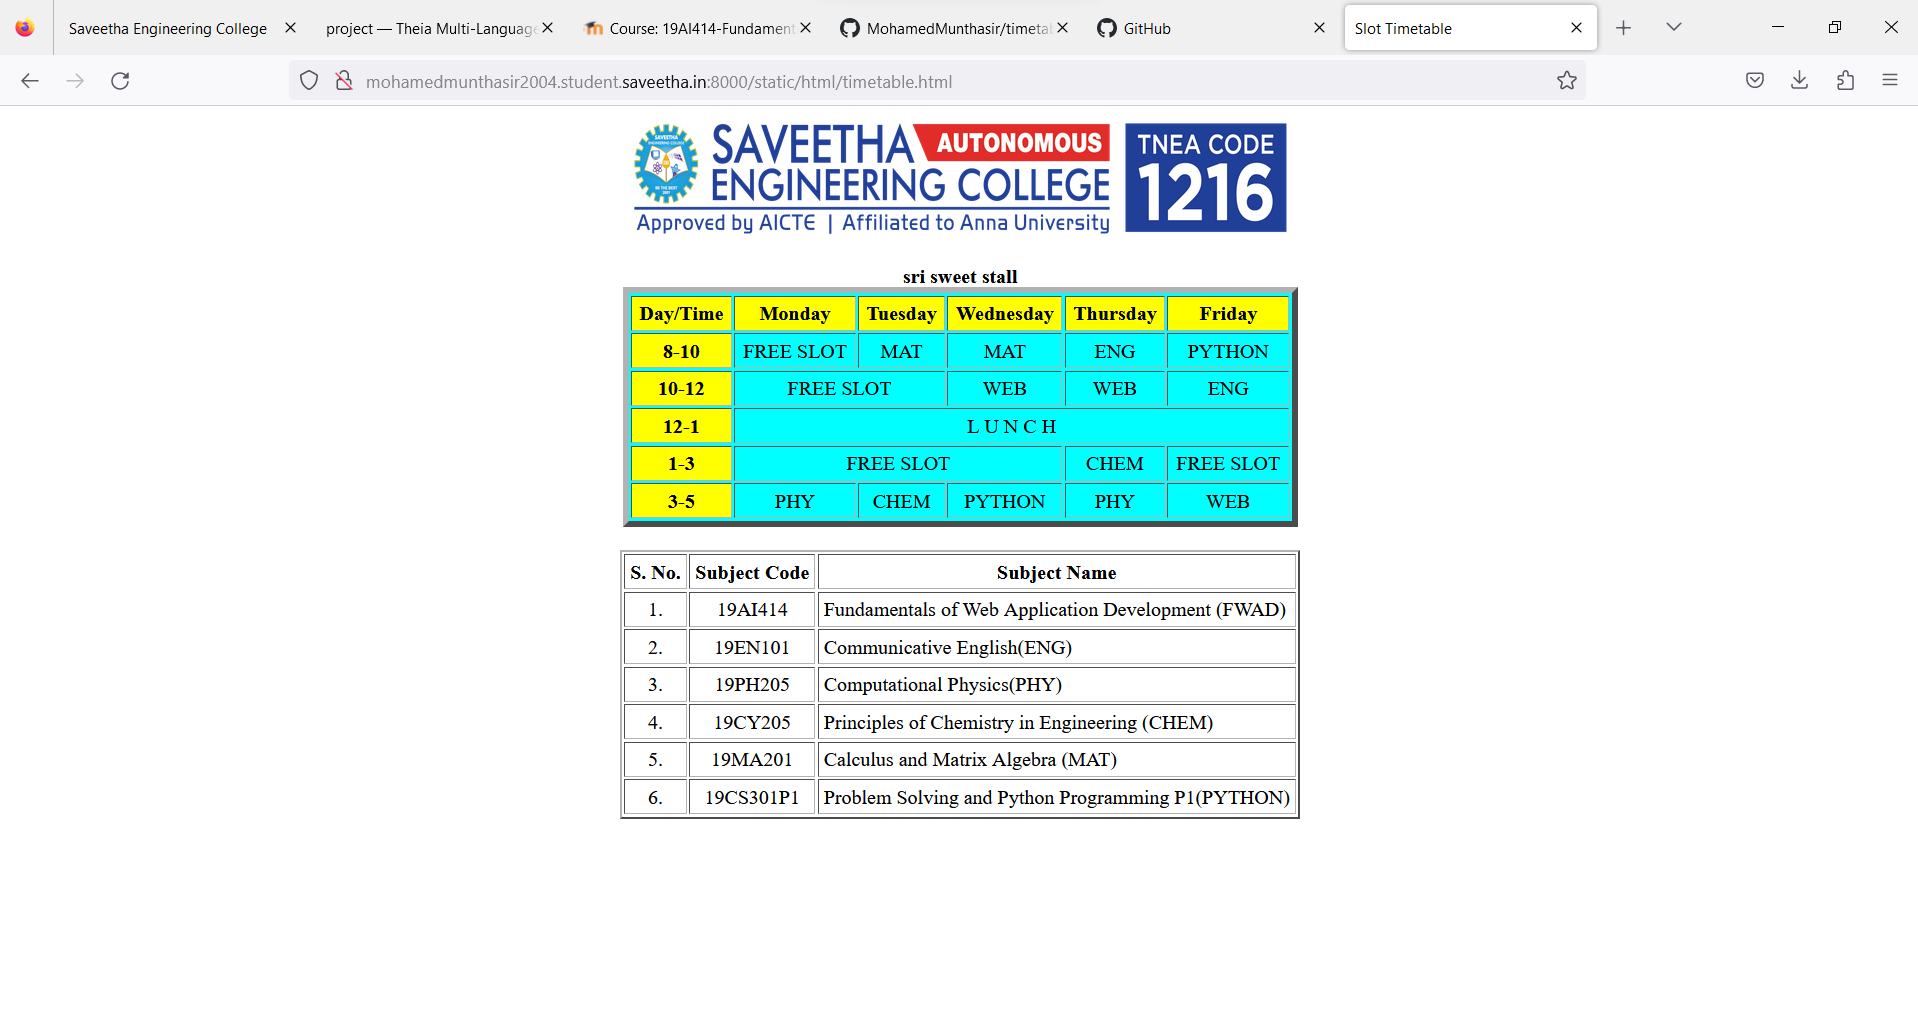 Saveetha Engineering College
project — Theia Multi-Language
Course: 19AI414-Fundament
MohamedMunthasir/timeta
GitHub
Slot Timetable
mohamedmunthasir2004.student.saveetha.in:8000/static/html/timetable.html
SAVEETHA AUTONOMOUS
ENGINEERING COLLEGE
Approved by AICTE | Affiliated to Anna University
TNEA CODE
1216
sri sweet stall
Day/Time Monday Tuesday Wednesday Thursday Friday
8-10 FREE SLOT MAT MAT ENG PYTHON
10-12 FREE SLOT WEB WEB ENG
12-1 L U N C H
1-3 FREE SLOT CHEM FREE SLOT
3-5 PHY CHEM PYTHON PHY WEB
S. No. Subject Code Subject Name
1. 19AI414 Fundamentals of Web Application Development (FWAD)
2. 19EN101 Communicative English(ENG)
3. 19PH205 Computational Physics(PHY)
4. 19CY205 Principles of Chemistry in Engineering (CHEM)
5. 19MA201 Calculus and Matrix Algebra (MAT)
6. 19CS301P1 Problem Solving and Python Programming P1(PYTHON)